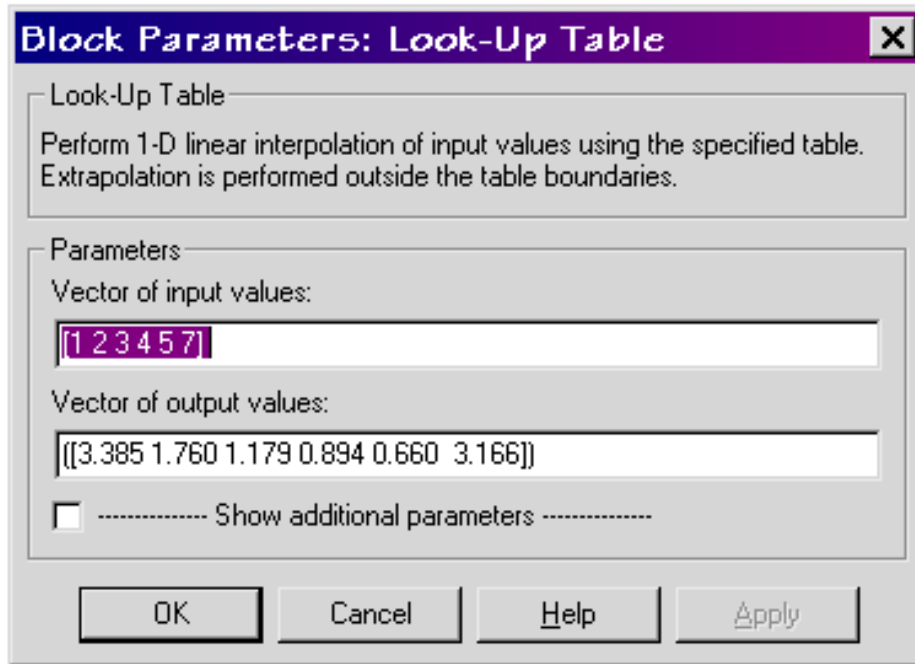 Block Parameters: Look-Up Table
Look-Up Table
Perform 1-D linear interpolation of input values using the specified table.
Extrapolation is performed outside the table boundaries.
Parameters
Vector of input values:
[1 2 3 4 5 7]
Vector of output values:
([3.385 1.760 1.179 0.894 0.660  3.166])
--------------- Show additional parameters ---------------
OK Cancel Help Apply